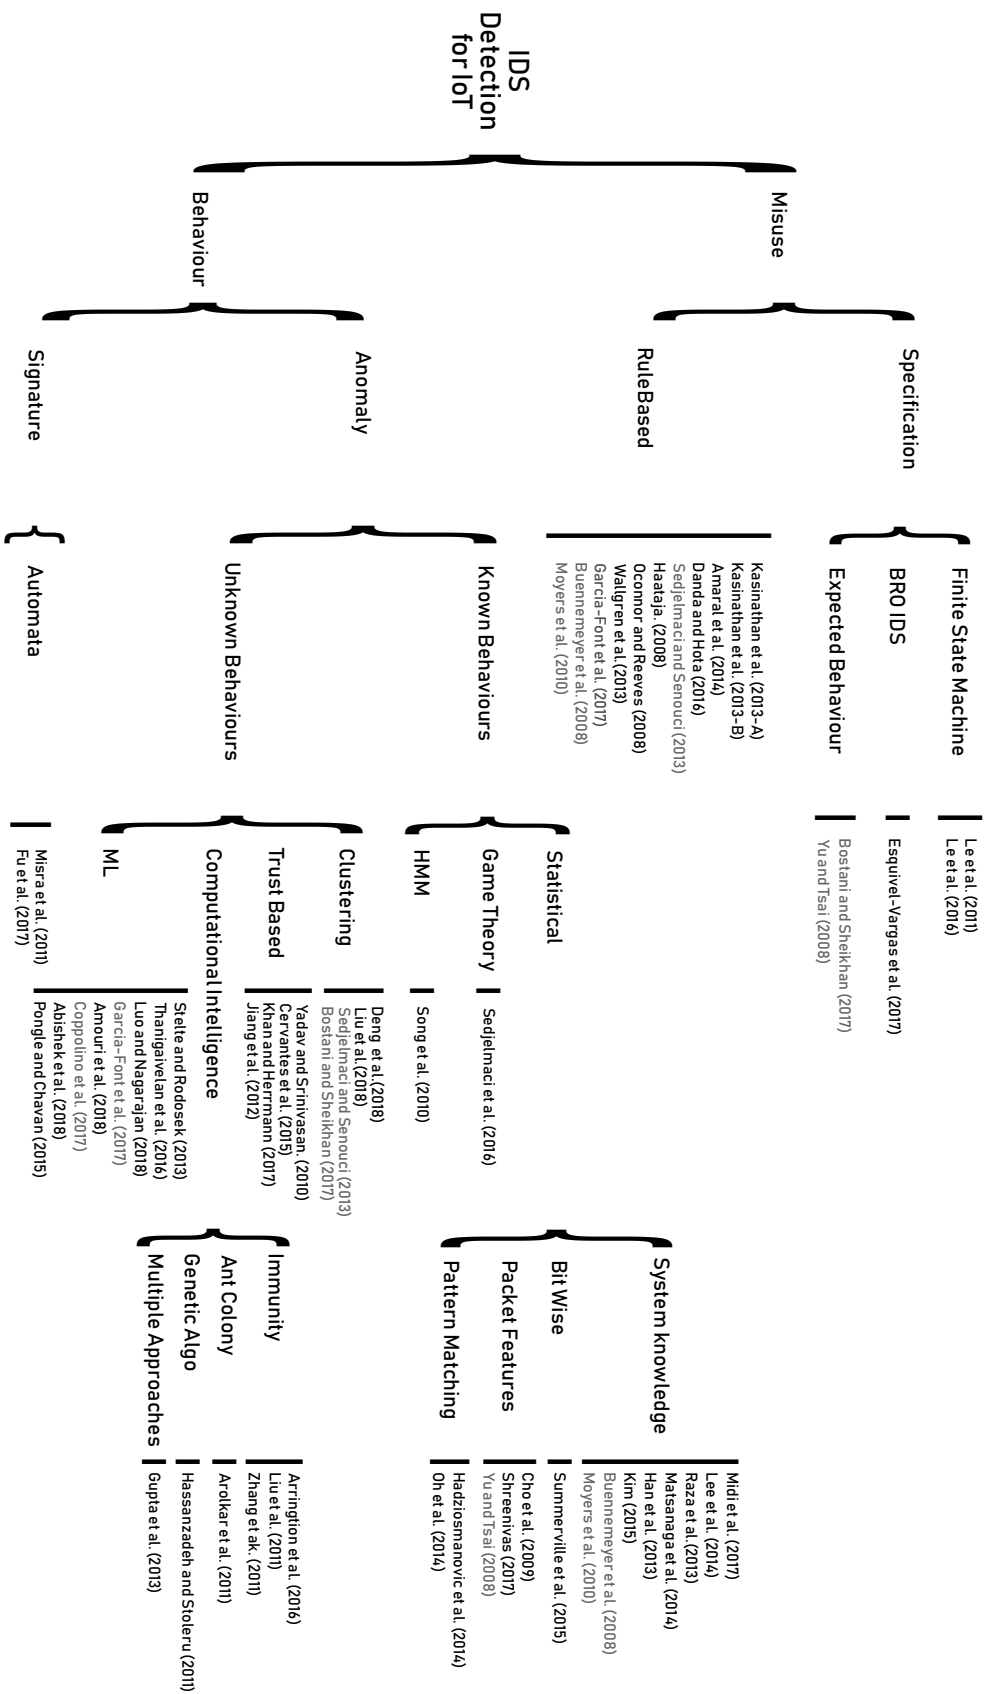 IDS
Detection
for IoT
Misuse
Behaviour
Specification
RuleBased
Anomaly
Signature
Finite State Machine
BRO IDS
Expected Behaviour
Lee et al. (2011)
Le et al. (2016)
Esquivel-Vargas et al. (2017)
Bostani and Sheikhan (2017)
Yu and Tsai (2008)
Kasinathan et al. (2013-A)
Kasinathan et al. (2013-B)
Amaral et al. (2014)
Danda and Hota (2016)
Sedjelmaci and Senouci (2013)
Haataja. (2008)
Oconnor and Reeves (2008)
Wallgren et al.(2013)
Garcia-Font et al. (2017)
Buennemeyer et al. (2008)
Moyers et al. (2010)
Known Behaviours
Unknown Behaviours
Automata
Statistical
Game Theory
HMM
Sedjelmaci et al. (2016)
Song et al. (2010)
System knowledge
Bit Wise
Packet Features
Pattern Matching
Midi et al. (2017)
Lee et al. (2014)
Raza et al.(2013)
Matsanaga et al. (2014)
Han et al. (2013)
Kim (2015)
Buennemeyer et al. (2008)
Moyers et al. (2010)
Summerville et al. (2015)
Cho et al. (2009)
Shreenivas (2017)
Yu and Tsai (2008)
Hadziosmanovic et al. (2014)
Oh et al. (2014)
Clustering
Trust Based
Computational Intelligence
ML
Deng et al.(2018)
Liu et al.(2018)
Sedjelmaci and Senouci (2013)
Bostani and Sheikhan (2017)
Yadav and Srinivasan. (2010)
Cervantes et al. (2015)
Khan and Herrmann (2017)
Jiang et al. (2012)
Immunity
Ant Colony
Genetic Algo
Multiple Approaches
Arringtion et al. (2016)
Liu et al. (2011)
Zhang et ak. (2011)
Arolkar et al. (2011)
Hassanzadeh and Stoleru (2011)
Gupta et al. (2013)
Stelte and Rodosek (2013)
Thanigaivelan et al. (2016)
Luo and Nagarajan (2018)
Garcia-Font et al. (2017)
Amouri et al. (2018)
Coppolino et al. (2017)
Abishek et al. (2018)
Pongle and Chavan (2015)
Misra et al. (2011)
Fu et al. (2017)